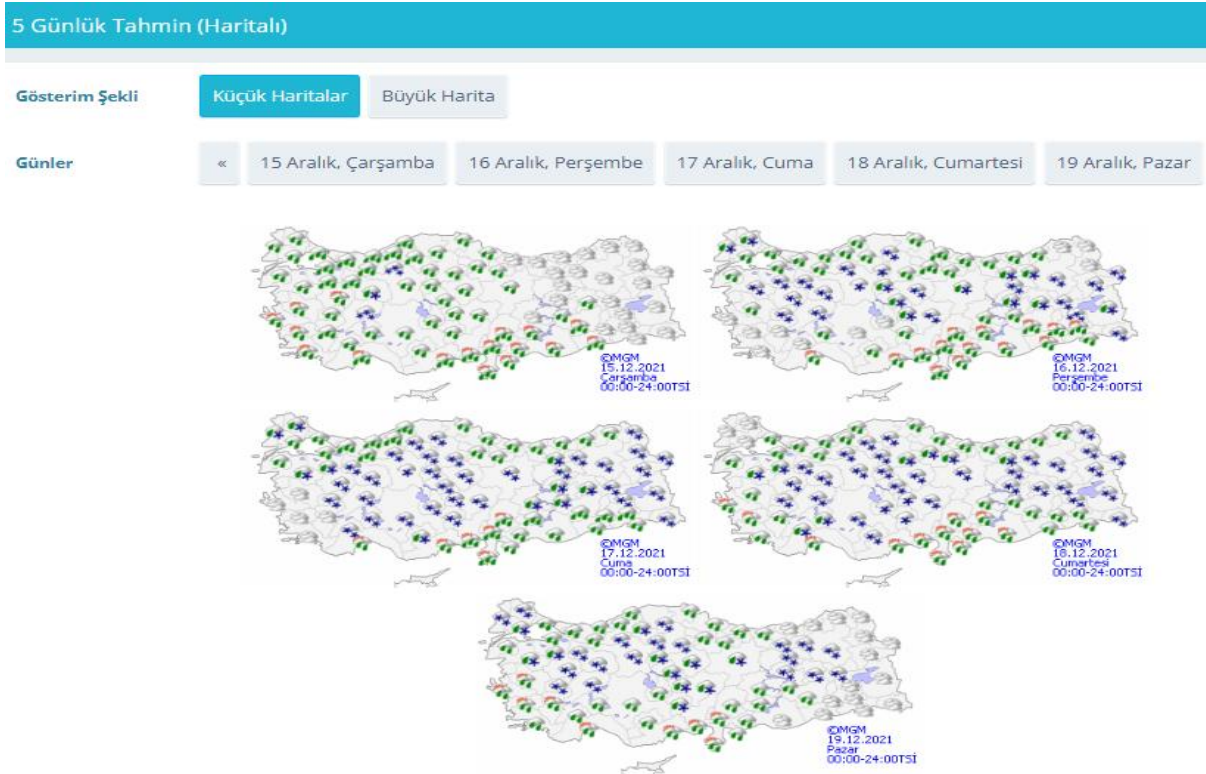 5 Günlük Tahmin (Haritalı)
Gösterim Şekli Küçük Haritalar Büyük Harita
Günler « 15 Aralık, Çarşamba 16 Aralık, Perşembe 17 Aralık, Cuma 18 Aralık, Cumartesi 19 Aralık, Pazar
©MGM
15.12.2021
Çarşamba
00:00-24:00TSİ
©MGM
16.12.2021
Perşembe
00:00-24:00TSİ
©MGM
17.12.2021
Cuma
00:00-24:00TSİ
©MGM
18.12.2021
Cumartesi
00:00-24:00TSİ
©MGM
19.12.2021
Pazar
00:00-24:00TSİ